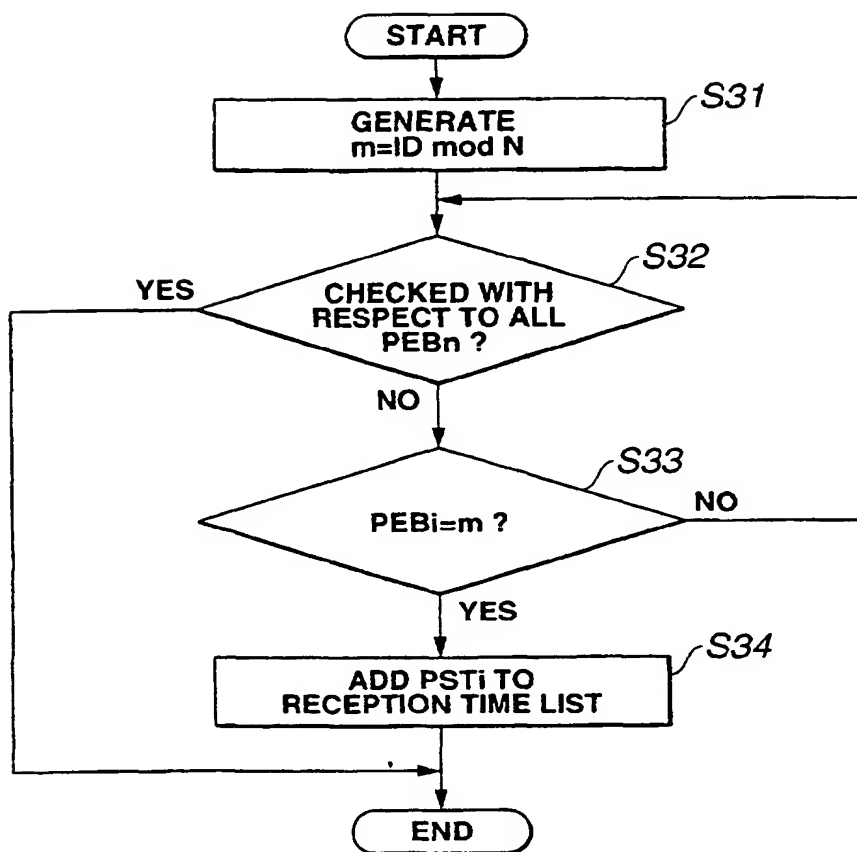 START
S31
GENERATE
m=ID mod N
S32
YES
CHECKED WITH
RESPECT TO ALL
PEBn ?
NO
S33
PEBi=m ?
NO
YES
S34
ADD PSTi TO
RECEPTION TIME LIST
END